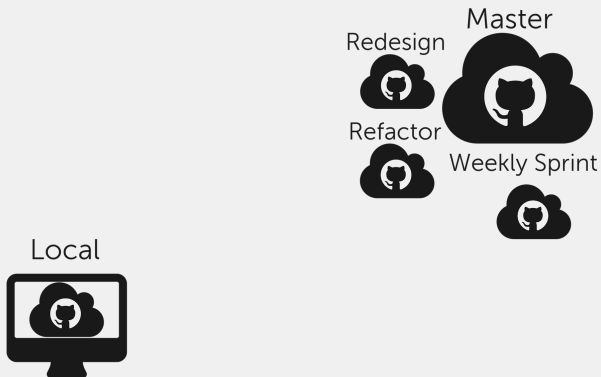 Master
Redesign
Refactor
Weekly Sprint
Local